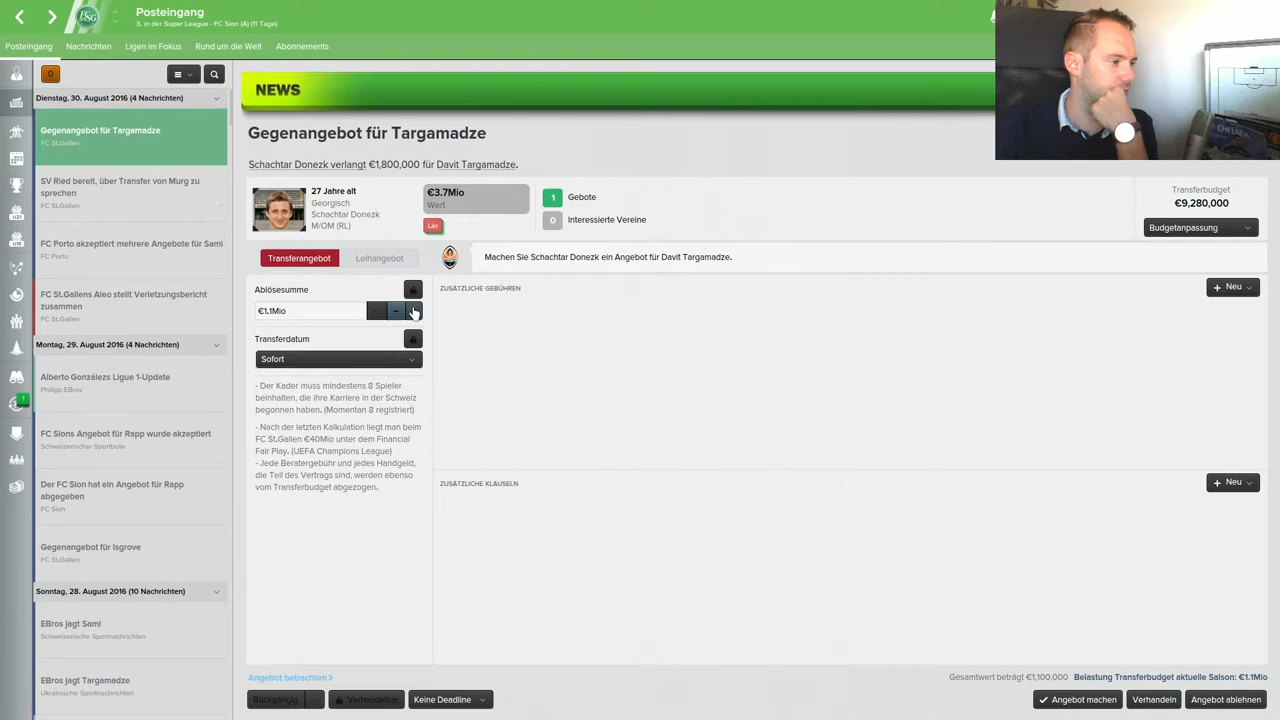 Posteingang
3. in der Super League - FC Sion (A) (11 Tage)
Posteingang
Nachrichten
Ligen im Fokus
Rund um die Welt
Abonnements
0
Dienstag, 30. August 2016 (4 Nachrichten)
Gegenangebot für Targamadze
FC St.Gallen
SV Ried bereit, über Transfer von Murg zu
sprechen
FC St.Gallen
FC Porto akzeptiert mehrere Angebote für Sami
FC Porto
FC St.Gallens Aleo stellt Verletzungsbericht
zusammen
FC St.Gallen
Montag, 29. August 2016 (4 Nachrichten)
Alberto Gonzálezs Ligue 1-Update
Philipp EBros
FC Sions Angebot für Rapp wurde akzeptiert
Schweizerischer Sportbote
Der FC Sion hat ein Angebot für Rapp
abgegeben
FC Sion
Gegenangebot für Isgrove
FC St.Gallen
Sonntag, 28. August 2016 (10 Nachrichten)
EBros jagt Sami
Schweizerische Sportnachrichten
EBros jagt Targamadze
Ukrainische Sportnachrichten
U21
U18
1
NEWS
Gegenangebot für Targamadze
Schachtar Donezk verlangt €1,800,000 für Davit Targamadze.
27 Jahre alt
Georgisch
Schachtar Donezk
M/OM (RL)
€3.7Mio
Wert
Län
1 Gebote
0 Interessierte Vereine
Transferbudget
€9,280,000
Budgetanpassung
Transferangebot
Leihangebot
Machen Sie Schachtar Donezk ein Angebot für Davit Targamadze.
Ablösesumme
€1.1Mio
Transferdatum
Sofort
- Der Kader muss mindestens 8 Spieler
beinhalten, die ihre Karriere in der Schweiz
begonnen haben. (Momentan 8 registriert)
- Nach der letzten Kalkulation liegt man beim
FC St.Gallen €40Mio unter dem Financial
Fair Play. (UEFA Champions League)
- Jede Beratergebühr und jedes Handgeld,
die Teil des Vertrags sind, werden ebenso
vom Transferbudget abgezogen.
ZUSÄTZLICHE GEBÜHREN
+ Neu
ZUSÄTZLICHE KLAUSELN
+ Neu
Angebot betrachten >
Gesamtwert beträgt €1,100,000
Belastung Transferbudget aktuelle Saison: €1.1Mio
Rückgängig
Verhandelbar
Keine Deadline
Angebot machen
Verhandeln
Angebot ablehnen
CHELSEA